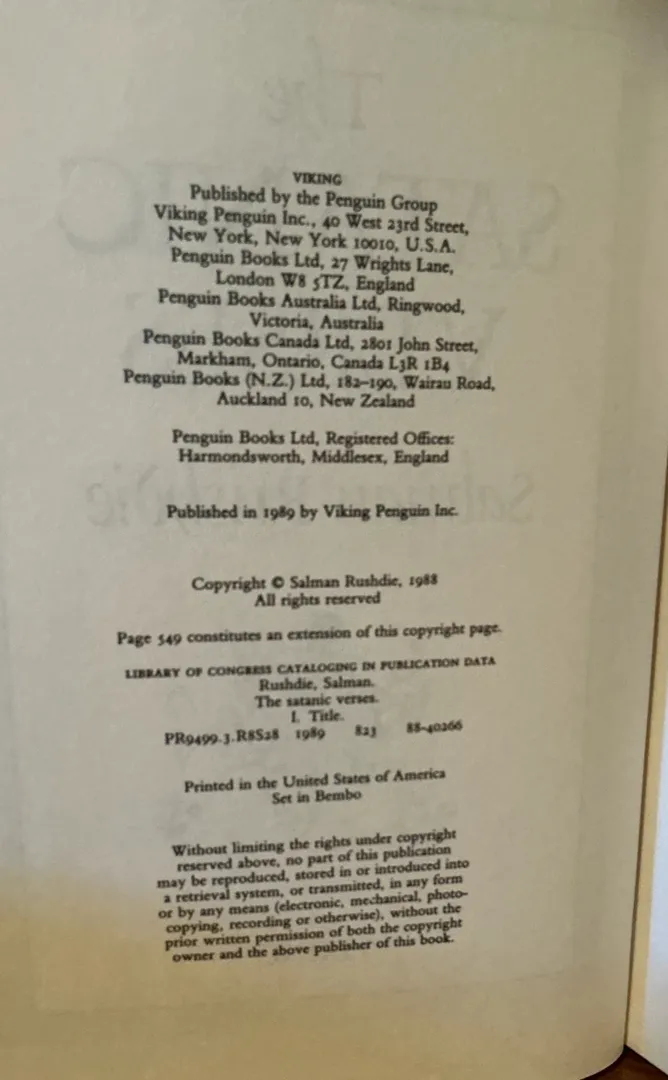 VIKING
Published by the Penguin Group
Viking Penguin Inc., 40 West 23rd Street,
New York, New York 10010, U.S.A.
Penguin Books Ltd, 27 Wrights Lane,
London W8 5TZ, England
Penguin Books Australia Ltd, Ringwood,
Victoria, Australia
Penguin Books Canada Ltd, 2801 John Street,
Markham, Ontario, Canada L3R 1B4
Penguin Books (N.Z.) Ltd, 182–190, Wairau Road,
Auckland 10, New Zealand
Penguin Books Ltd, Registered Offices:
Harmondsworth, Middlesex, England
Published in 1989 by Viking Penguin Inc.
Copyright © Salman Rushdie, 1988
All rights reserved
Page 549 constitutes an extension of this copyright page.
LIBRARY OF CONGRESS CATALOGING IN PUBLICATION DATA
Rushdie, Salman.
The satanic verses.
I. Title.
PR9499.3.R8S28 1989 823 88-40266
Printed in the United States of America
Set in Bembo
Without limiting the rights under copyright
reserved above, no part of this publication
may be reproduced, stored in or introduced into
a retrieval system, or transmitted, in any form
or by any means (electronic, mechanical, photo-
copying, recording or otherwise), without the
prior written permission of both the copyright
owner and the above publisher of this book.